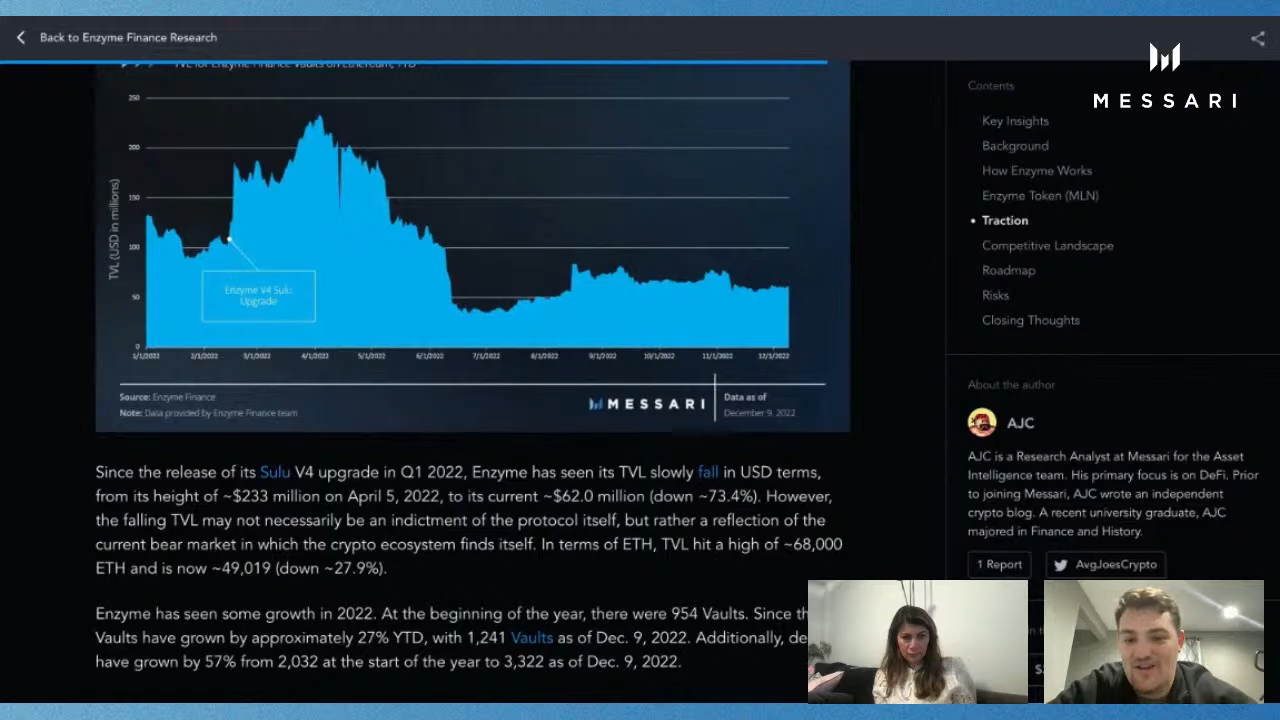 Back to Enzyme Finance Research
MESSARI
TVL for Enzyme Finance Vaults on Ethereum, YTD
250
200
150
100
50
0
TVL (USD in millions)
Enzyme V4 Sulu
Upgrade
1/1/2022 2/1/2022 3/1/2022 4/1/2022 5/1/2022 6/1/2022 7/1/2022 8/1/2022 9/1/2022 10/1/2022 11/1/2022 12/1/2022
Source: Enzyme Finance
Note: Data provided by Enzyme Finance team
MESSARI
Data as of
December 9, 2022
Since the release of its Sulu V4 upgrade in Q1 2022, Enzyme has seen its TVL slowly fall in USD terms,
from its height of ~$233 million on April 5, 2022, to its current ~$62.0 million (down ~73.4%). However,
the falling TVL may not necessarily be an indictment of the protocol itself, but rather a reflection of the
current bear market in which the crypto ecosystem finds itself. In terms of ETH, TVL hit a high of ~68,000
ETH and is now ~49,019 (down ~27.9%).
Enzyme has seen some growth in 2022. At the beginning of the year, there were 954 Vaults. Since th
Vaults have grown by approximately 27% YTD, with 1,241 Vaults as of Dec. 9, 2022. Additionally, de
have grown by 57% from 2,032 at the start of the year to 3,322 as of Dec. 9, 2022.
Contents
Key Insights
Background
How Enzyme Works
Enzyme Token (MLN)
• Traction
Competitive Landscape
Roadmap
Risks
Closing Thoughts
About the author
AJC
AJC is a Research Analyst at Messari for the Asset
Intelligence team. His primary focus is on DeFi. Prior
to joining Messari, AJC wrote an independent
crypto blog. A recent university graduate, AJC
majored in Finance and History.
1 Report
AvgJoesCrypto